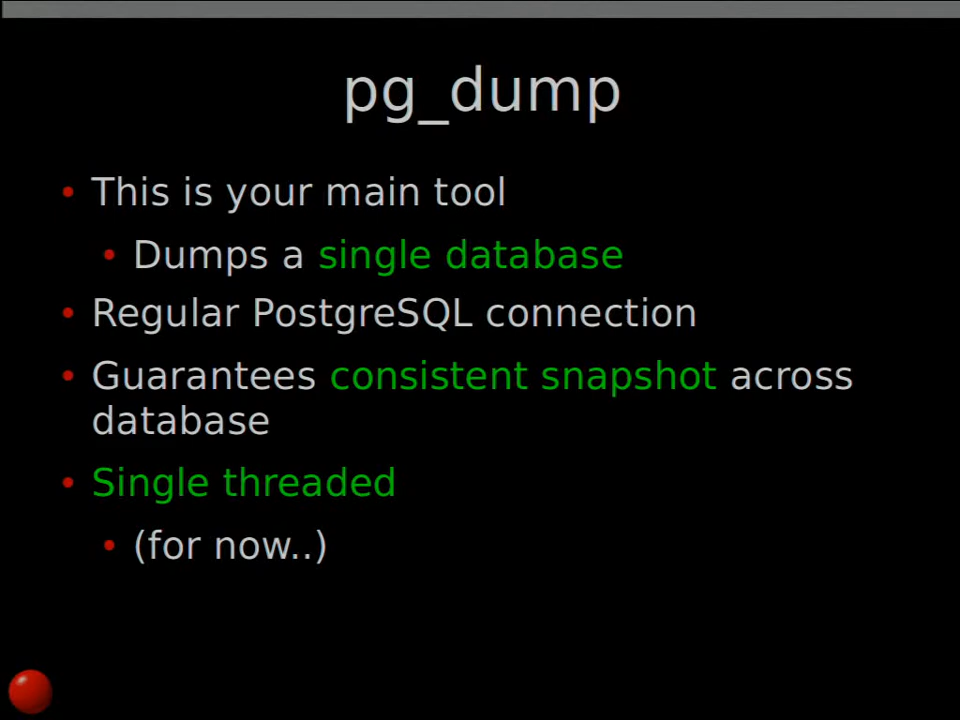 pg_dump
This is your main tool
Dumps a single database
Regular PostgreSQL connection
Guarantees consistent snapshot across
database
Single threaded
(for now..)